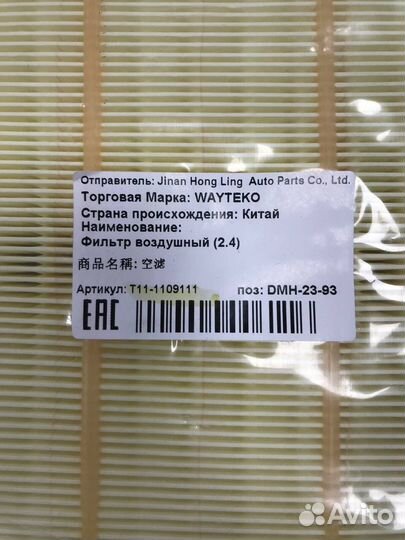 Отправитель: Jinan Hong Ling Auto Parts Co., Ltd.
Торговая Марка: WAYTEKO
Страна происхождения: Китай
Наименование:
Фильтр воздушный (2.4)
商品名稱: 空滤
Артикул: T11-1109111 поз: DMH-23-93
EAC
Avito